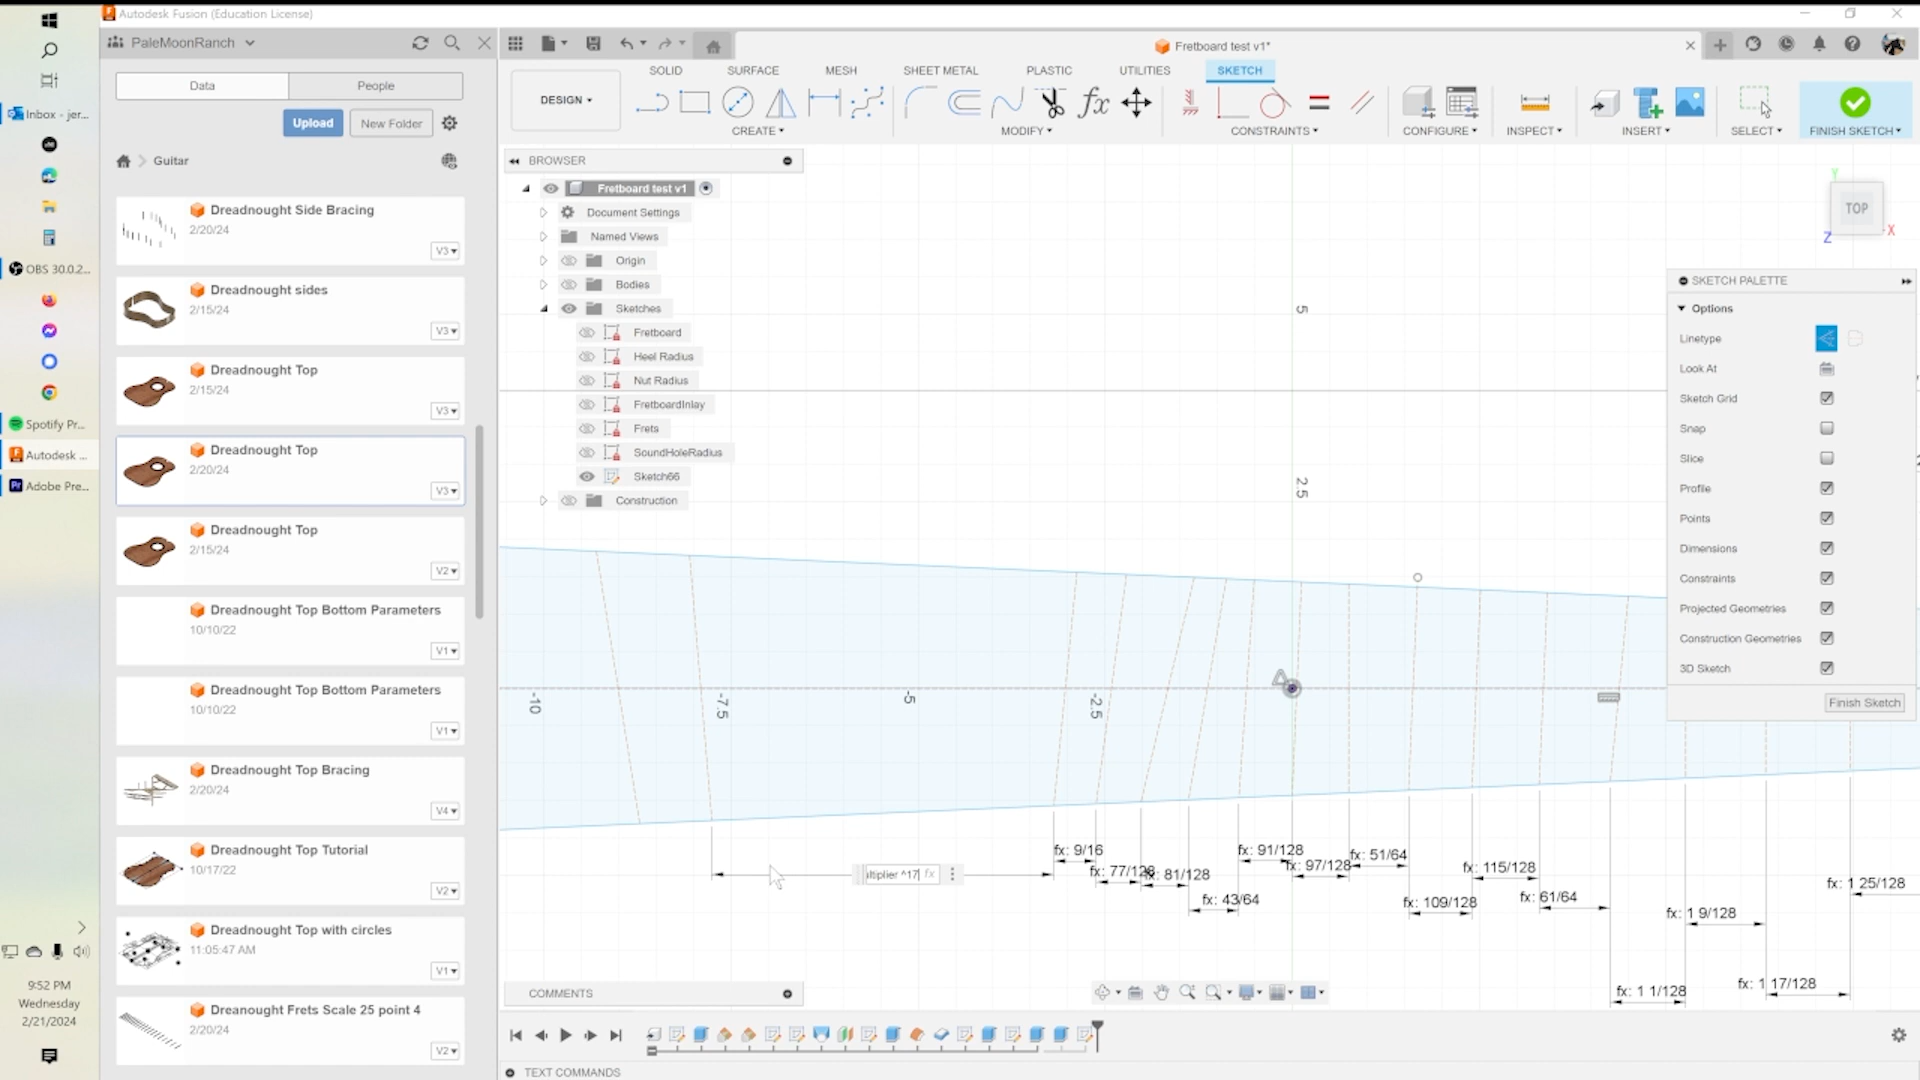 Autodesk Fusion (Education License)
PaleMoonRanch
Fretboard test v1*
Data
People
Upload
New Folder
Guitar
Dreadnought Side Bracing
2/20/24
V3
Dreadnought sides
2/15/24
V3
Dreadnought Top
2/15/24
V3
Dreadnought Top
2/20/24
V3
Dreadnought Top
2/15/24
V2
Dreadnought Top Bottom Parameters
10/10/22
V1
Dreadnought Top Bottom Parameters
10/10/22
V1
Dreadnought Top Bracing
2/20/24
V4
Dreadnought Top Tutorial
10/17/22
V2
Dreadnought Top with circles
11:05:47 AM
V1
Dreanought Frets Scale 25 point 4
2/20/24
V2
Inbox - jer...
OBS 30.0.2...
Spotify Pr...
Autodesk ...
Adobe Pre...
9:52 PM
Wednesday
2/21/2024
SOLID
SURFACE
MESH
SHEET METAL
PLASTIC
UTILITIES
SKETCH
DESIGN
CREATE
MODIFY
CONSTRAINTS
CONFIGURE
INSPECT
INSERT
SELECT
FINISH SKETCH
BROWSER
Fretboard test v1
Document Settings
Named Views
Origin
Bodies
Sketches
Fretboard
Heel Radius
Nut Radius
FretboardInlay
Frets
SoundHoleRadius
Sketch66
Construction
TOP
Y
X
Z
SKETCH PALETTE
Options
Linetype
Look At
Sketch Grid
Snap
Slice
Profile
Points
Dimensions
Constraints
Projected Geometries
Construction Geometries
3D Sketch
Finish Sketch
5
2.5
-10
-7.5
-5
-2.5
ltiplier ^17
fx
fx: 9/16
fx: 77/128
fx: 81/128
fx: 43/64
fx: 91/128
fx: 97/128
fx: 51/64
fx: 109/128
fx: 115/128
fx: 61/64
fx: 1 1/128
fx: 1 9/128
fx: 1 17/128
fx: 1 25/128
COMMENTS
TEXT COMMANDS